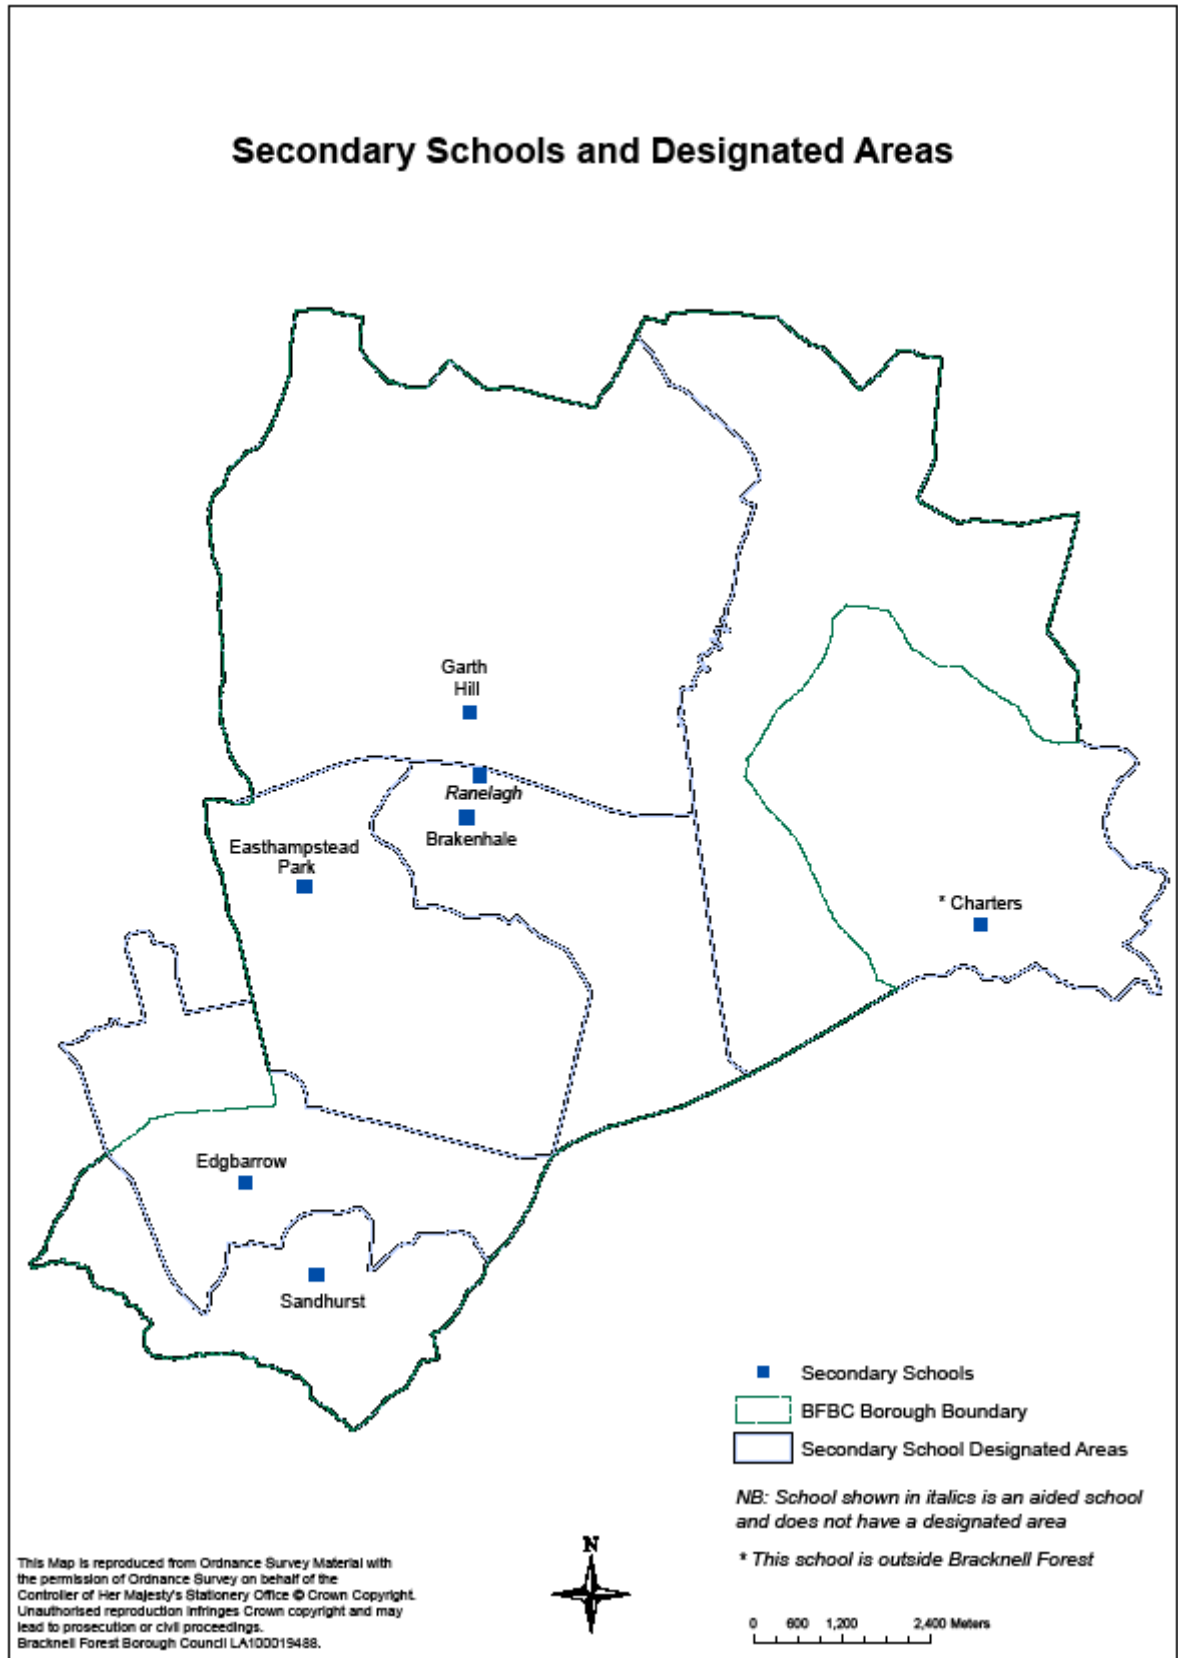 Secondary Schools and Designated Areas
Garth
Hill
Ranelagh
Brakenhale
Easthampstead
Park
* Charters
Edgbarrow
Sandhurst
Secondary Schools
BFBC Borough Boundary
Secondary School Designated Areas
NB: School shown in italics is an aided school
and does not have a designated area
* This school is outside Bracknell Forest
N
This Map is reproduced from Ordnance Survey Material with
the permission of Ordnance Survey on behalf of the
Controller of Her Majesty's Stationery Office © Crown Copyright.
Unauthorised reproduction infringes Crown copyright and may
lead to prosecution or civil proceedings.
Bracknell Forest Borough Council LA100019488.
0 600 1,200 2,400 Meters